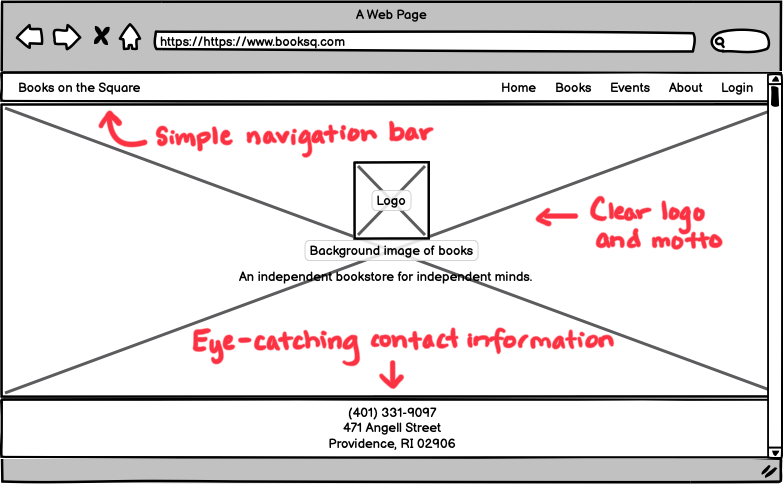 A Web Page
https://https://www.booksq.com
Books on the Square
Home Books Events About Login
Simple navigation bar
Logo
Clear logo
and motto
Background image of books
An independent bookstore for independent minds.
Eye-catching contact information
(401) 331-9097
471 Angell Street
Providence, RI 02906